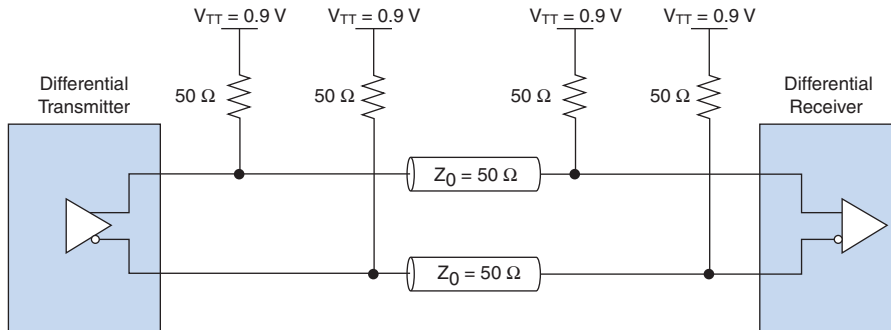 V_TT = 0.9 V V_TT = 0.9 V V_TT = 0.9 V V_TT = 0.9 V
Differential
Transmitter
Differential
Receiver
50 Ω 50 Ω 50 Ω 50 Ω
Z_0 = 50 Ω
Z_0 = 50 Ω